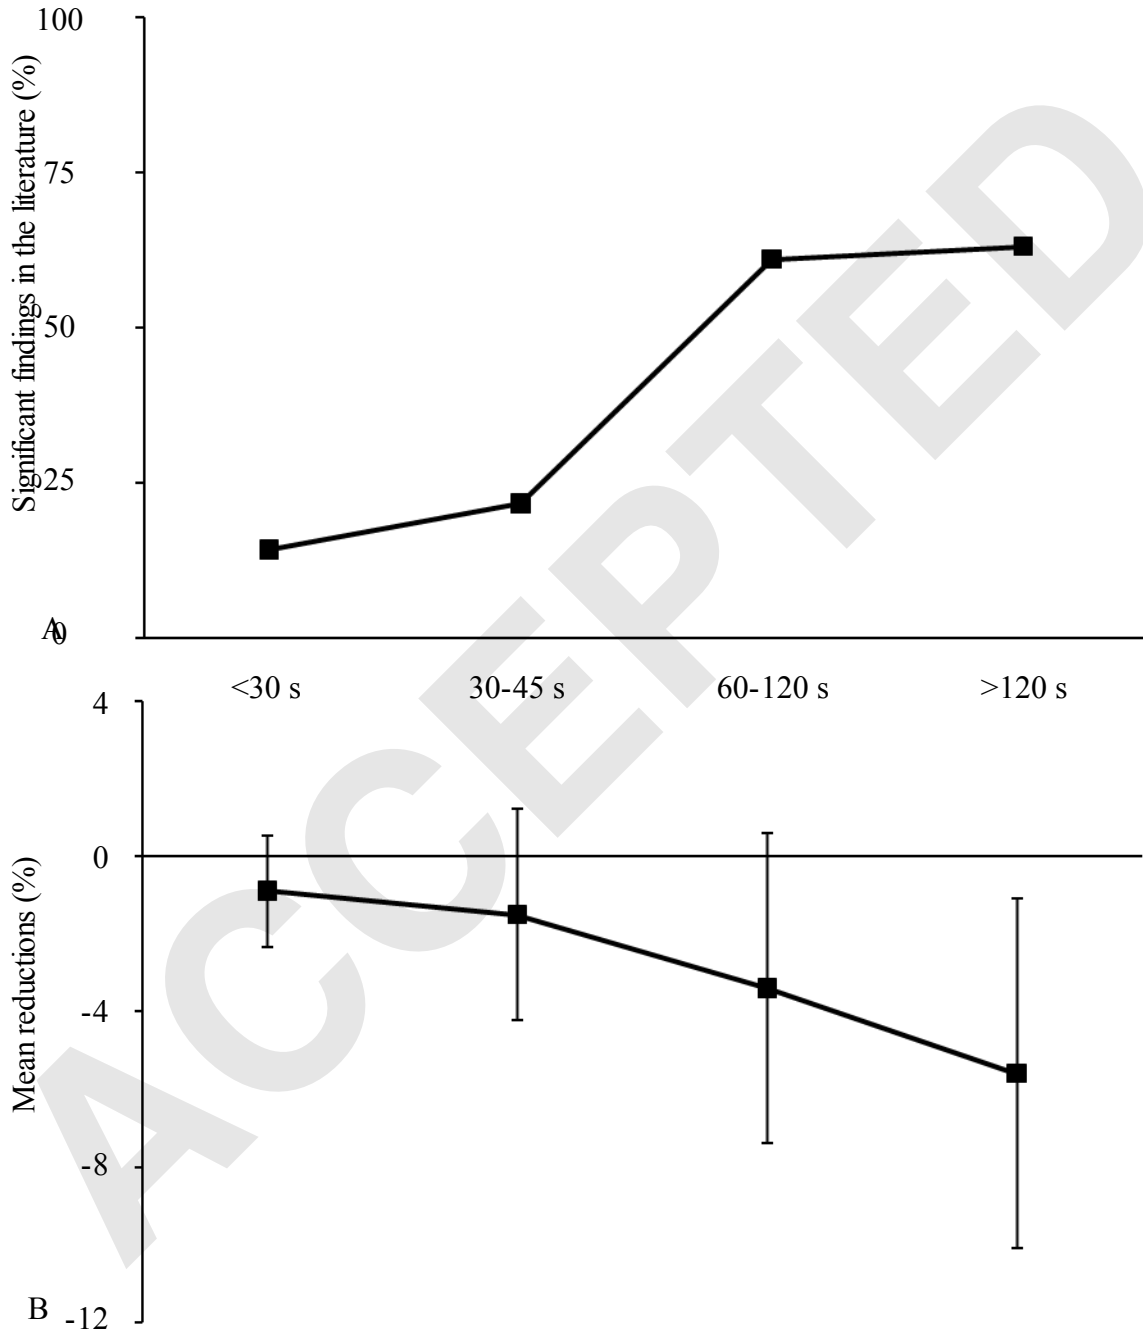 100
75
50
25
0
Significant findings in the literature (%)
A
<30 s
30-45 s
60-120 s
>120 s
4
0
-4
-8
-12
Mean reductions (%)
B
ACCEPTED